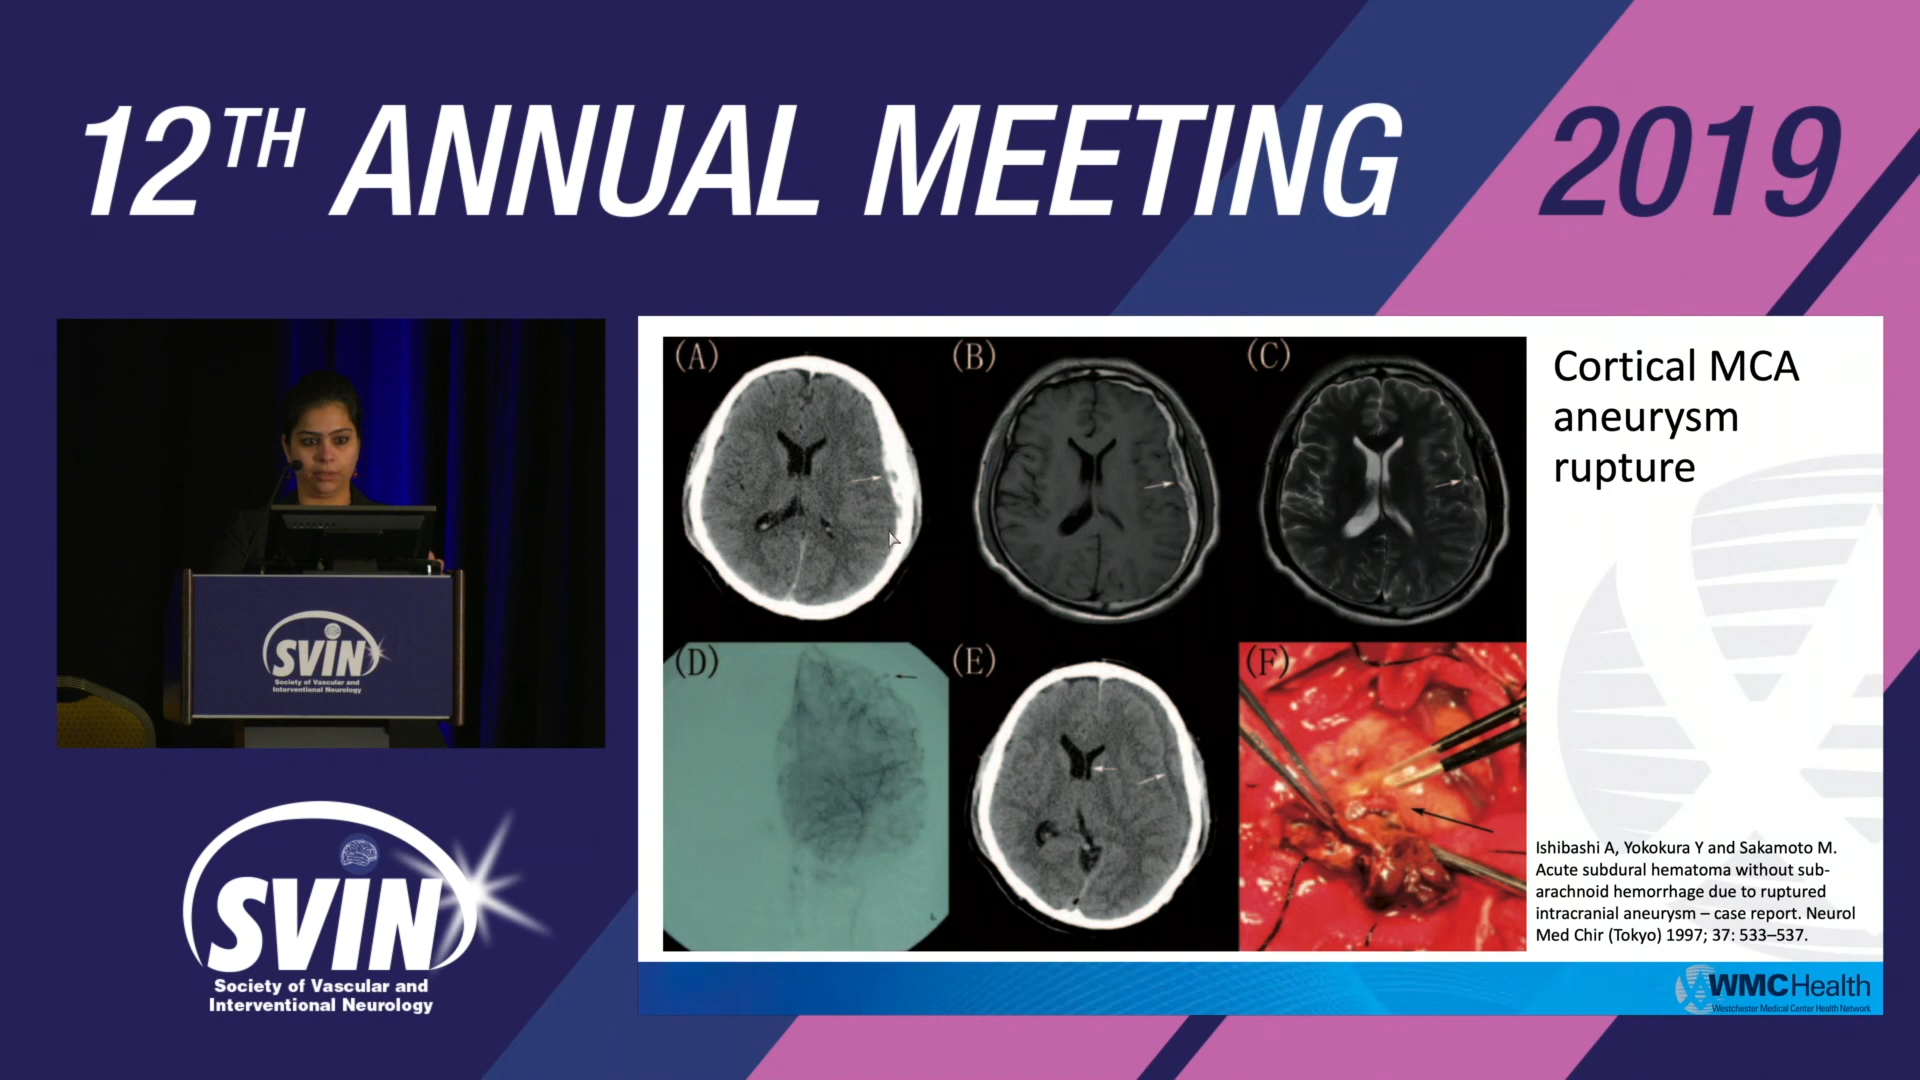 12TH ANNUAL MEETING 2019
SVIN
Society of Vascular and
Interventional Neurology
SVIN
Society of Vascular and
Interventional Neurology
(A) (B) (C)
(D) (E) (F)
L
Cortical MCA
aneurysm
rupture
Ishibashi A, Yokokura Y and Sakamoto M.
Acute subdural hematoma without sub-
arachnoid hemorrhage due to ruptured
intracranial aneurysm – case report. Neurol
Med Chir (Tokyo) 1997; 37: 533–537.
WMCHealth
Westchester Medical Center Health Network